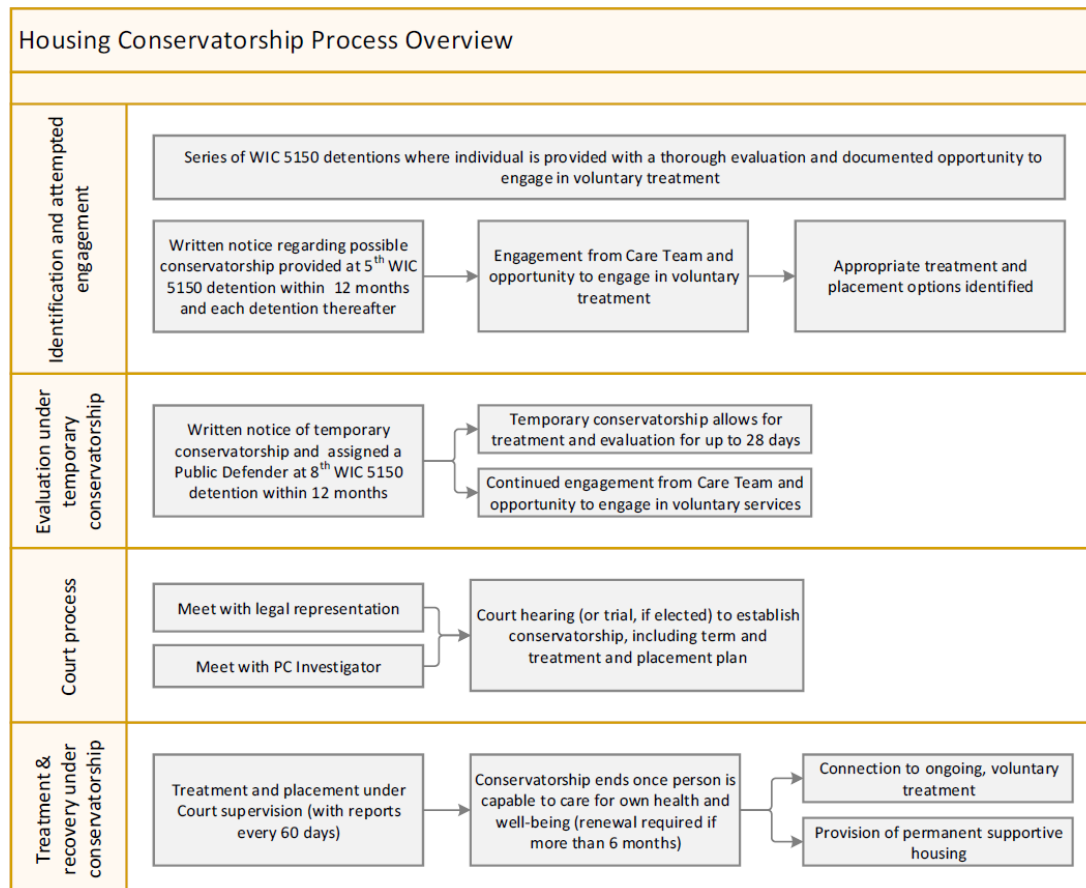 Housing Conservatorship Process Overview
Identification and attempted
engagement
Series of WIC 5150 detentions where individual is provided with a thorough evaluation and documented opportunity to
engage in voluntary treatment
Written notice regarding possible
conservatorship provided at 5th WIC
5150 detention within 12 months
and each detention thereafter
Engagement from Care Team and
opportunity to engage in voluntary
treatment
Appropriate treatment and
placement options identified
Evaluation under
temporary
conservatorship
Written notice of temporary
conservatorship and assigned a
Public Defender at 8th WIC 5150
detention within 12 months
Temporary conservatorship allows for
treatment and evaluation for up to 28 days
Continued engagement from Care Team and
opportunity to engage in voluntary services
Court process
Meet with legal representation
Meet with PC Investigator
Court hearing (or trial, if elected) to establish
conservatorship, including term and
treatment and placement plan
Treatment &
recovery under
conservatorship
Treatment and placement under
Court supervision (with reports
every 60 days)
Conservatorship ends once person is
capable to care for own health and
well-being (renewal required if
more than 6 months)
Connection to ongoing, voluntary
treatment
Provision of permanent supportive
housing